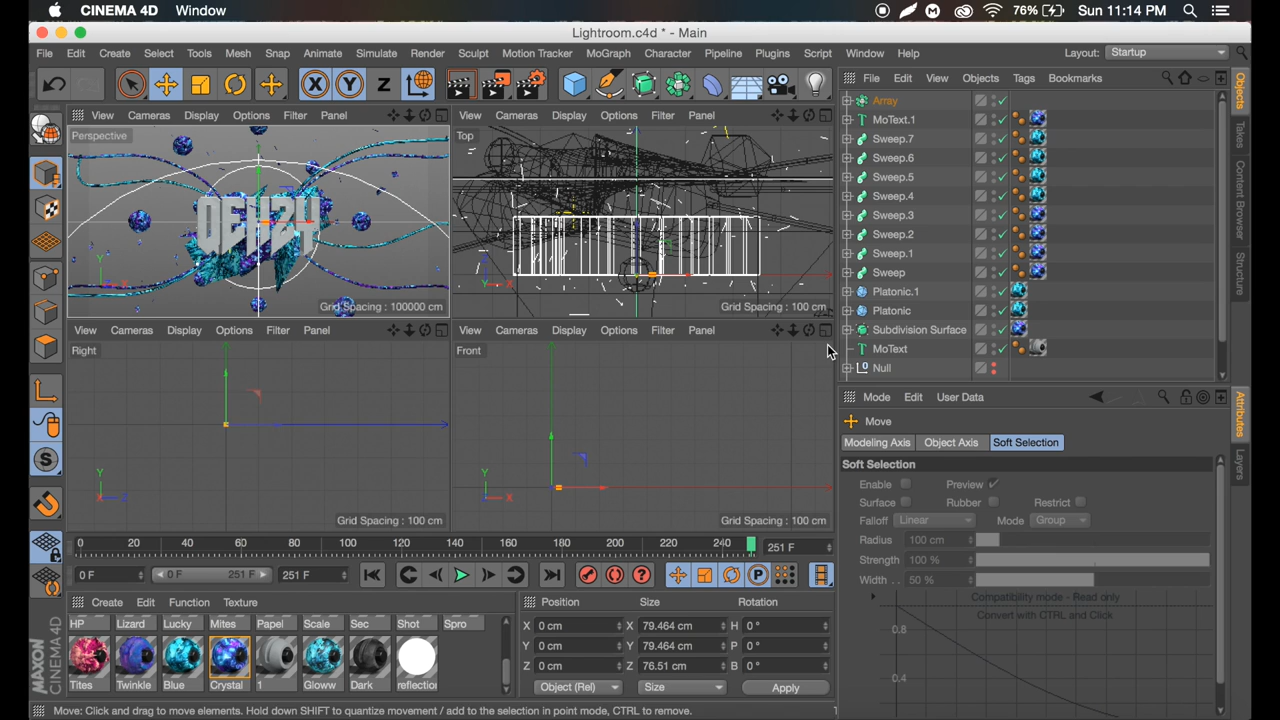 CINEMA 4D Window 76% Sun 11:14 PM
Lightroom.c4d * - Main
File Edit Create Select Tools Mesh Snap Animate Simulate Render Sculpt Motion Tracker MoGraph Character Pipeline Plugins Script Window Help Layout: Startup
X Y Z
File Edit View Objects Tags Bookmarks
View Cameras Display Options Filter Panel
View Cameras Display Options Filter Panel
Perspective
Top
Grid Spacing : 100000 cm
Grid Spacing : 100 cm
View Cameras Display Options Filter Panel
View Cameras Display Options Filter Panel
Right
Front
Grid Spacing : 100 cm
Grid Spacing : 100 cm
Array
MoText.1
Sweep.7
Sweep.6
Sweep.5
Sweep.4
Sweep.3
Sweep.2
Sweep.1
Sweep
Platonic.1
Platonic
Subdivision Surface
MoText
Null
Objects
Takes
Content Browser
Structure
Mode Edit User Data
Move
Modeling Axis Object Axis Soft Selection
Soft Selection
Enable Preview
Surface Rubber Restrict
Falloff Linear Mode Group
Radius 100 cm
Strength 100 %
Width . . 50 %
Compatibility mode - Read only
Convert with CTRL and Click
0.8
0.4
Attributes
Layers
0 20 40 60 80 100 120 140 160 180 200 220 240 251 F
0 F 0 F 251 F 251 F
Create Edit Function Texture
HP Lizard Lucky Mites Papel Scale Sec Shot Spro
Tites Twinkle Blue Crystal 1 Gloww Dark reflection
Position Size Rotation
X 0 cm X 79.464 cm H 0 °
Y 0 cm Y 79.464 cm P 0 °
Z 0 cm Z 76.51 cm B 0 °
Object (Rel) Size Apply
MAXON CINEMA 4D
Move: Click and drag to move elements. Hold down SHIFT to quantize movement / add to the selection in point mode, CTRL to remove.